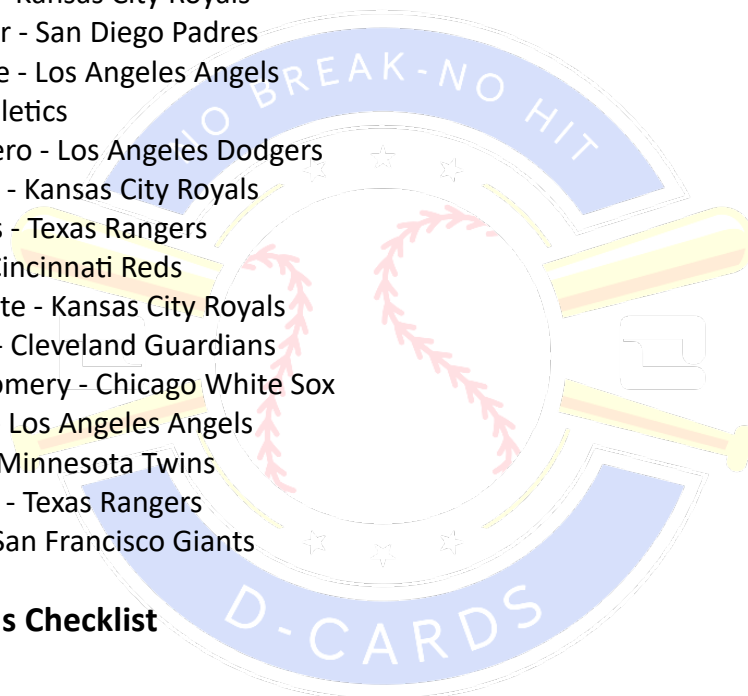 - Kansas City Royals
r - San Diego Padres
e - Los Angeles Angels
letics
ero - Los Angeles Dodgers
- Kansas City Royals
s - Texas Rangers
Cincinnati Reds
te - Kansas City Royals
- Cleveland Guardians
omery - Chicago White Sox
Los Angeles Angels
Minnesota Twins
- Texas Rangers
San Francisco Giants
s Checklist
NO BREAK-NO HIT
D-CARDS